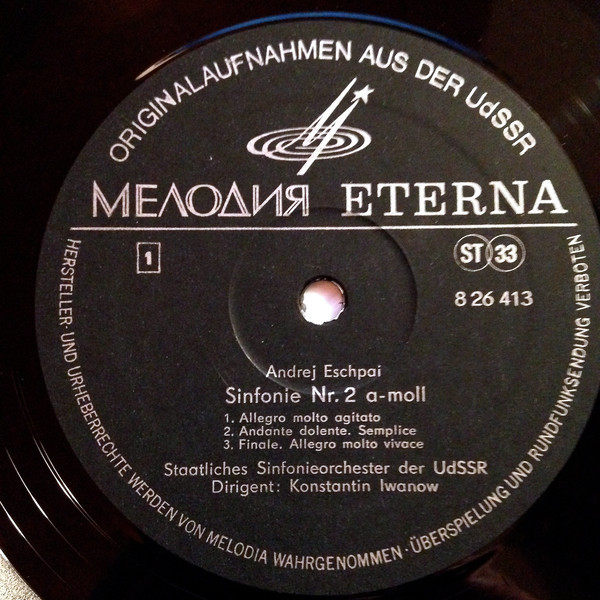 ORIGINALAUFNAHMEN AUS DER UdSSR
МЕЛОДИЯ ETERNA
1
ST 33
8 26 413
Andrej Eschpai
Sinfonie Nr. 2 a-moll
1. Allegro molto agitato
2. Andante dolente. Semplice
3. Finale. Allegro molto vivace
Staatliches Sinfonieorchester der UdSSR
Dirigent: Konstantin Iwanow
HERSTELLER- UND URHEBERRECHTE WERDEN VON MELODIA WAHRGENOMMEN · ÜBERSPIELUNG UND RUNDFUNKSENDUNG VERBOTEN